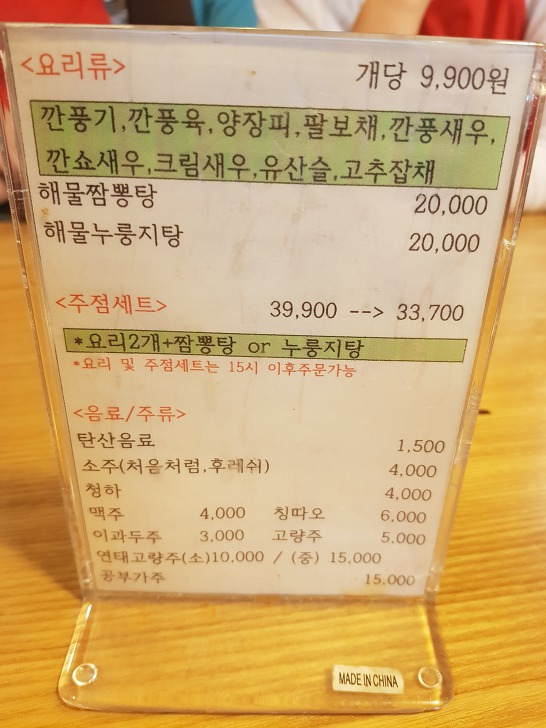 <요리류> 개당 9,900원
깐풍기,깐풍육,양장피,팔보채,깐풍새우,
깐쇼새우,크림새우,유산슬,고추잡채
해물짬뽕탕 20,000
해물누룽지탕 20,000
<주점세트> 39,900 --> 33,700
*요리2개+짬뽕탕 or 누룽지탕
*요리 및 주점세트는 15시 이후주문가능
<음료/주류>
탄산음료 1,500
소주(처음처럼,후레쉬) 4,000
청하 4,000
맥주 4,000 칭따오 6,000
이과두주 3,000 고량주 5.000
연태고량주(소)10,000 / (중) 15,000
공부가주 15.000
MADE IN CHINA